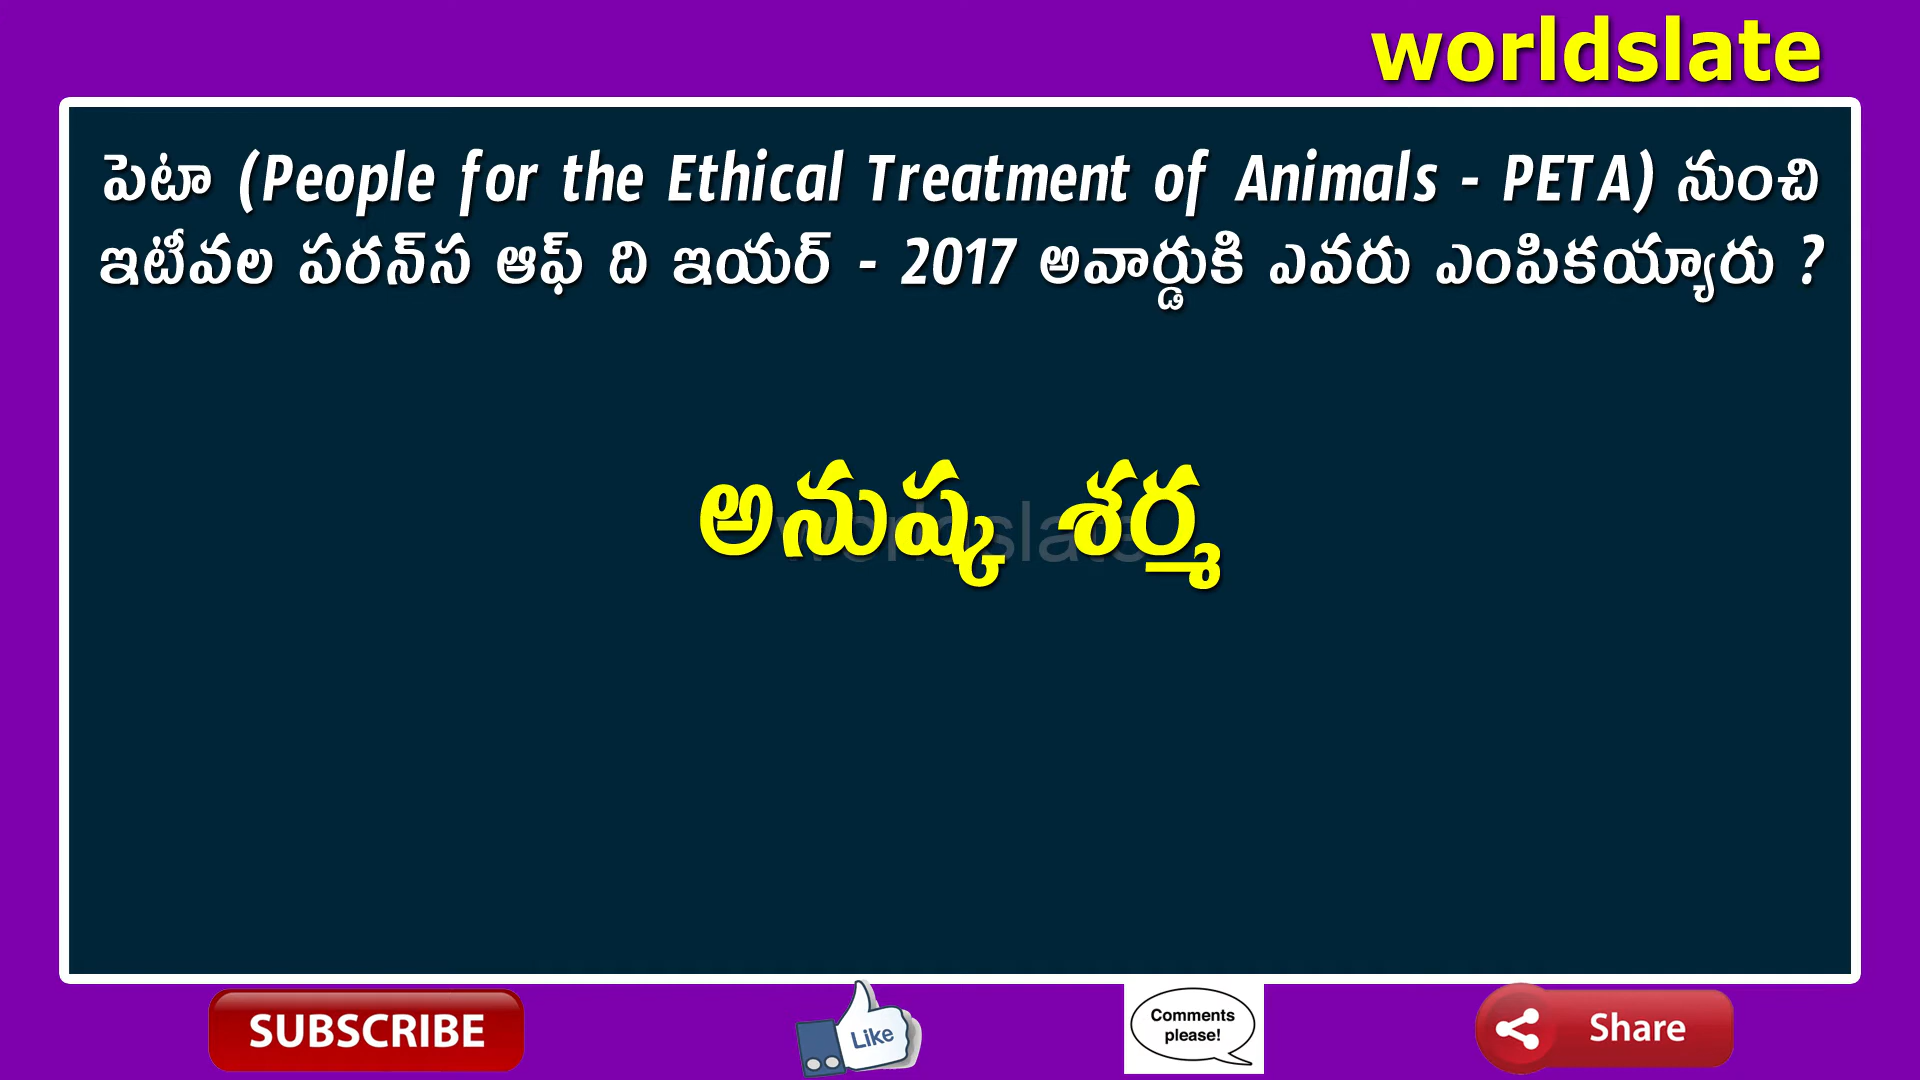 worldslate
పెటా (People for the Ethical Treatment of Animals - PETA) నుంచి
ఇటీవల పరన్‌స ఆఫ్ ది ఇయర్ - 2017 అవార్డుకి ఎవరు ఎంపికయ్యారు ?
అనుష్క శర్మ
worldslate
SUBSCRIBE
Like
Comments
please!
Share